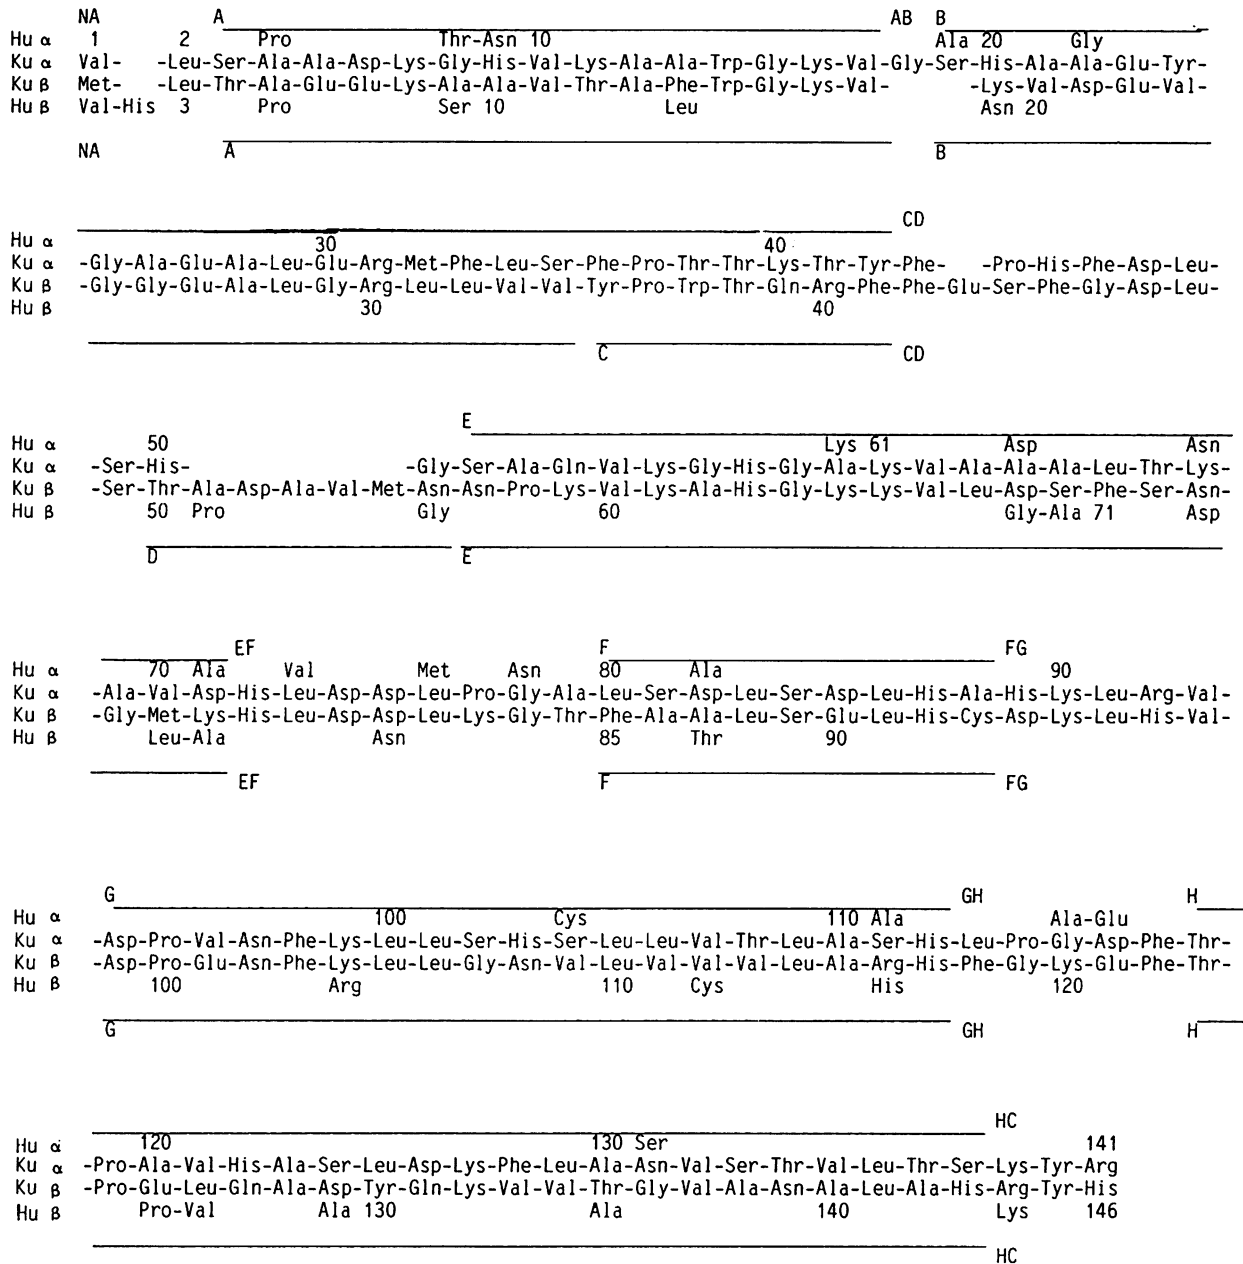 NA A AB B
Hu α 1 2 Pro Thr-Asn 10 Ala 20 Gly
Ku α Val- -Leu-Ser-Ala-Ala-Asp-Lys-Gly-His-Val-Lys-Ala-Ala-Trp-Gly-Lys-Val-Gly-Ser-His-Ala-Ala-Glu-Tyr-
Ku β Met- -Leu-Thr-Ala-Glu-Glu-Lys-Ala-Ala-Val-Thr-Ala-Phe-Trp-Gly-Lys-Val- -Lys-Val-Asp-Glu-Val-
Hu β Val-His 3 Pro Ser 10 Leu Asn 20
NA A B
CD
Hu α 30 40
Ku α -Gly-Ala-Glu-Ala-Leu-Glu-Arg-Met-Phe-Leu-Ser-Phe-Pro-Thr-Thr-Lys-Thr-Tyr-Phe- -Pro-His-Phe-Asp-Leu-
Ku β -Gly-Gly-Glu-Ala-Leu-Gly-Arg-Leu-Leu-Val-Val-Tyr-Pro-Trp-Thr-Gln-Arg-Phe-Phe-Glu-Ser-Phe-Gly-Asp-Leu-
Hu β 30 40
C CD
E
Hu α 50 Lys 61 Asp Asn
Ku α -Ser-His- -Gly-Ser-Ala-Gln-Val-Lys-Gly-His-Gly-Ala-Lys-Val-Ala-Ala-Ala-Leu-Thr-Lys-
Ku β -Ser-Thr-Ala-Asp-Ala-Val-Met-Asn-Asn-Pro-Lys-Val-Lys-Ala-His-Gly-Lys-Lys-Val-Leu-Asp-Ser-Phe-Ser-Asn-
Hu β 50 Pro Gly 60 Gly-Ala 71 Asp
D E
EF F FG
Hu α 70 Ala Val Met Asn 80 Ala 90
Ku α -Ala-Val-Asp-His-Leu-Asp-Asp-Leu-Pro-Gly-Ala-Leu-Ser-Asp-Leu-Ser-Asp-Leu-His-Ala-His-Lys-Leu-Arg-Val-
Ku β -Gly-Met-Lys-His-Leu-Asp-Asp-Leu-Lys-Gly-Thr-Phe-Ala-Ala-Leu-Ser-Glu-Leu-His-Cys-Asp-Lys-Leu-His-Val-
Hu β Leu-Ala Asn 85 Thr 90
EF F FG
G GH H
Hu α 100 Cys 110 Ala Ala-Glu
Ku α -Asp-Pro-Val-Asn-Phe-Lys-Leu-Leu-Ser-His-Ser-Leu-Leu-Val-Thr-Leu-Ala-Ser-His-Leu-Pro-Gly-Asp-Phe-Thr-
Ku β -Asp-Pro-Glu-Asn-Phe-Lys-Leu-Leu-Gly-Asn-Val-Leu-Val-Val-Val-Leu-Ala-Arg-His-Phe-Gly-Lys-Glu-Phe-Thr-
Hu β 100 Arg 110 Cys His 120
G GH H
HC
Hu α 120 130 Ser 141
Ku α -Pro-Ala-Val-His-Ala-Ser-Leu-Asp-Lys-Phe-Leu-Ala-Asn-Val-Ser-Thr-Val-Leu-Thr-Ser-Lys-Tyr-Arg
Ku β -Pro-Glu-Leu-Gln-Ala-Asp-Tyr-Gln-Lys-Val-Val-Thr-Gly-Val-Ala-Asn-Ala-Leu-Ala-His-Arg-Tyr-His
Hu β Pro-Val Ala 130 Ala 140 Lys 146
HC